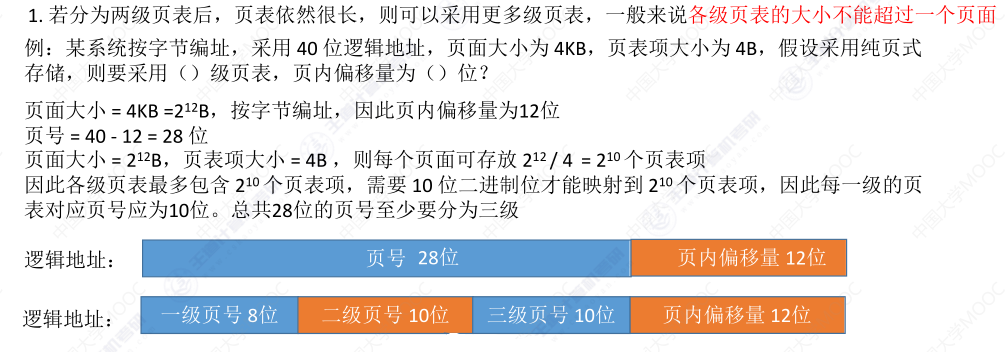 1. 若分为两级页表后，页表依然很长，则可以采用更多级页表，一般来说各级页表的大小不能超过一个页面
例：某系统按字节编址，采用 40 位逻辑地址，页面大小为 4KB，页表项大小为 4B，假设采用纯页式
存储，则要采用（）级页表，页内偏移量为（）位？
页面大小 = 4KB =2¹²B，按字节编址，因此页内偏移量为12位
页号 = 40 - 12 = 28 位
页面大小 = 2¹²B，页表项大小 = 4B ，则每个页面可存放 2¹² / 4 = 2¹⁰ 个页表项
因此各级页表最多包含 2¹⁰ 个页表项，需要 10 位二进制位才能映射到 2¹⁰ 个页表项，因此每一级的页
表对应页号应为10位。总共28位的页号至少要分为三级
逻辑地址： 页号 28位 页内偏移量 12位
逻辑地址： 一级页号 8位 二级页号 10位 三级页号 10位 页内偏移量 12位